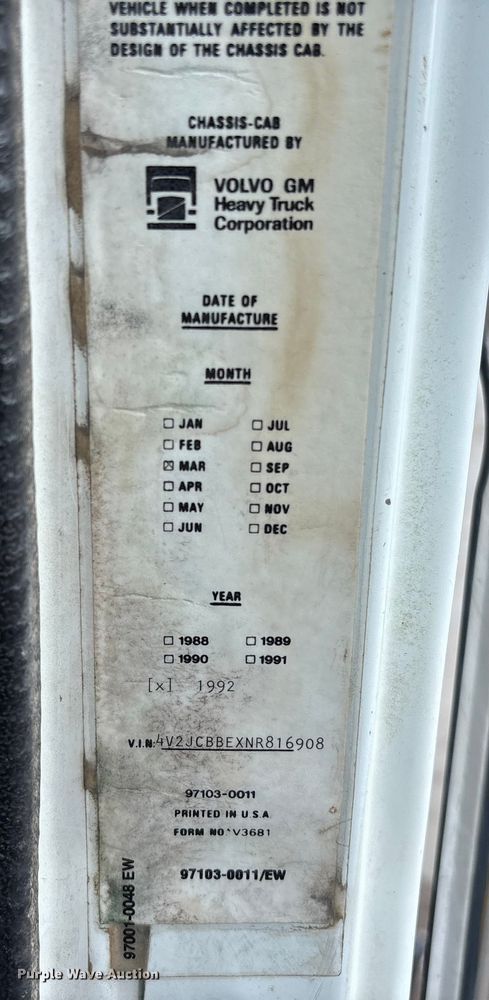 VEHICLE WHEN COMPLETED IS NOT
SUBSTANTIALLY AFFECTED BY THE
DESIGN OF THE CHASSIS CAB.
CHASSIS-CAB
MANUFACTURED BY
VOLVO GM
Heavy Truck
Corporation
DATE OF
MANUFACTURE
MONTH
☐ JAN ☐ JUL
☐ FEB ☐ AUG
☒ MAR ☐ SEP
☐ APR ☐ OCT
☐ MAY ☐ NOV
☐ JUN ☐ DEC
YEAR
☐ 1988 ☐ 1989
☐ 1990 ☐ 1991
[x] 1992
V.I.N. 4V2JCBBEXNR816908
97103-0011
PRINTED IN U.S.A
FORM NO V3681
97103-0011/EW
97001-0048 EW
Purple Wave Auction